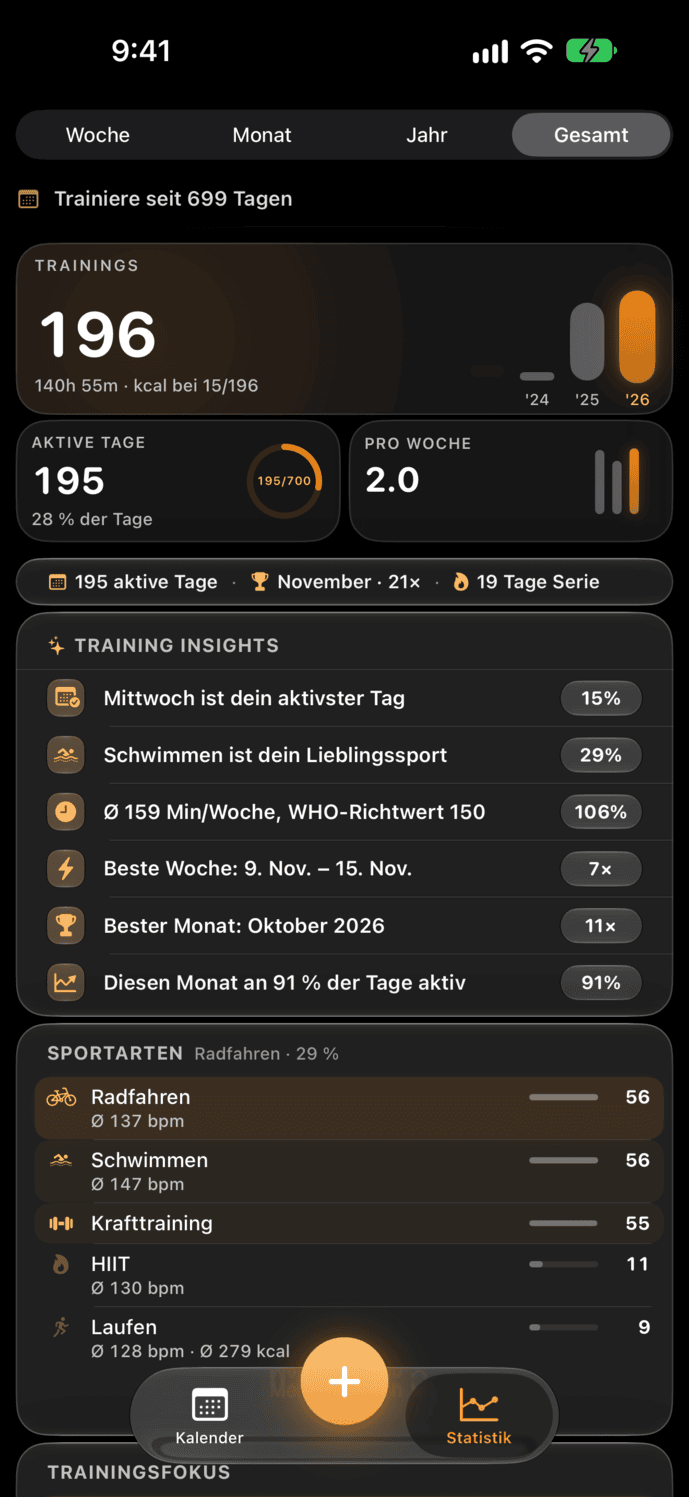 9:41
Woche Monat Jahr Gesamt
Trainiere seit 699 Tagen
TRAININGS
196
140h 55m · kcal bei 15/196
'24 '25 '26
AKTIVE TAGE
195
28 % der Tage
195/700
PRO WOCHE
2.0
195 aktive Tage · November · 21× · 19 Tage Serie
TRAINING INSIGHTS
Mittwoch ist dein aktivster Tag 15%
Schwimmen ist dein Lieblingssport 29%
Ø 159 Min/Woche, WHO-Richtwert 150 106%
Beste Woche: 9. Nov. – 15. Nov. 7×
Bester Monat: Oktober 2026 11×
Diesen Monat an 91 % der Tage aktiv 91%
SPORTARTEN Radfahren · 29 %
Radfahren 56
Ø 137 bpm
Schwimmen 56
Ø 147 bpm
Krafttraining 55
HIIT 11
Ø 130 bpm
Laufen 9
Ø 128 bpm · Ø 279 kcal
Kalender Statistik
TRAININGSFOKUS